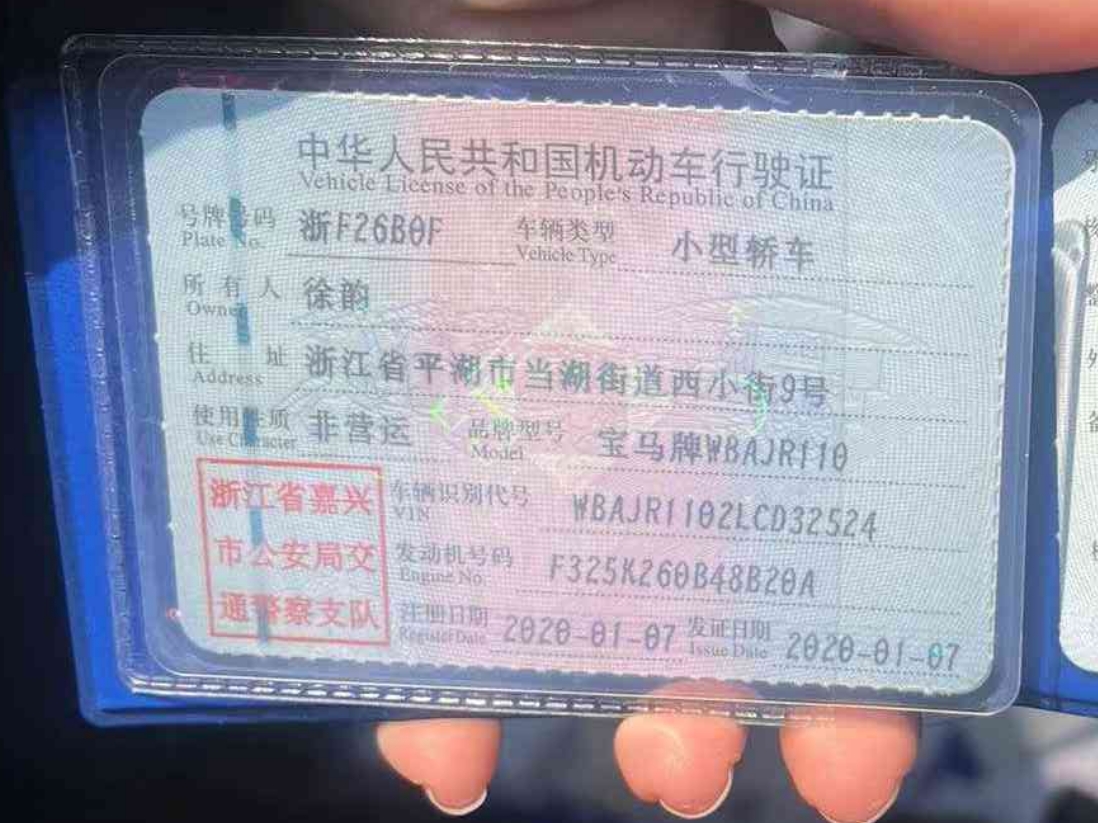 中华人民共和国机动车行驶证
Vehicle License of the People's Republic of China
号牌号码 浙F26B0F 车辆类型 小型轿车
Plate No. Vehicle Type
所有人 徐韵
Owner
住址 浙江省平湖市当湖街道西小街9号
Address
使用性质 非营运 品牌型号 宝马牌WBAJR110
Use Character Model
浙江省嘉兴
市公安局交
通警察支队
车辆识别代号 WBAJR1102LCD32524
VIN
发动机号码 F325K260B48B20A
Engine No.
注册日期 2020-01-07 发证日期 2020-01-07
Register Date Issue Date